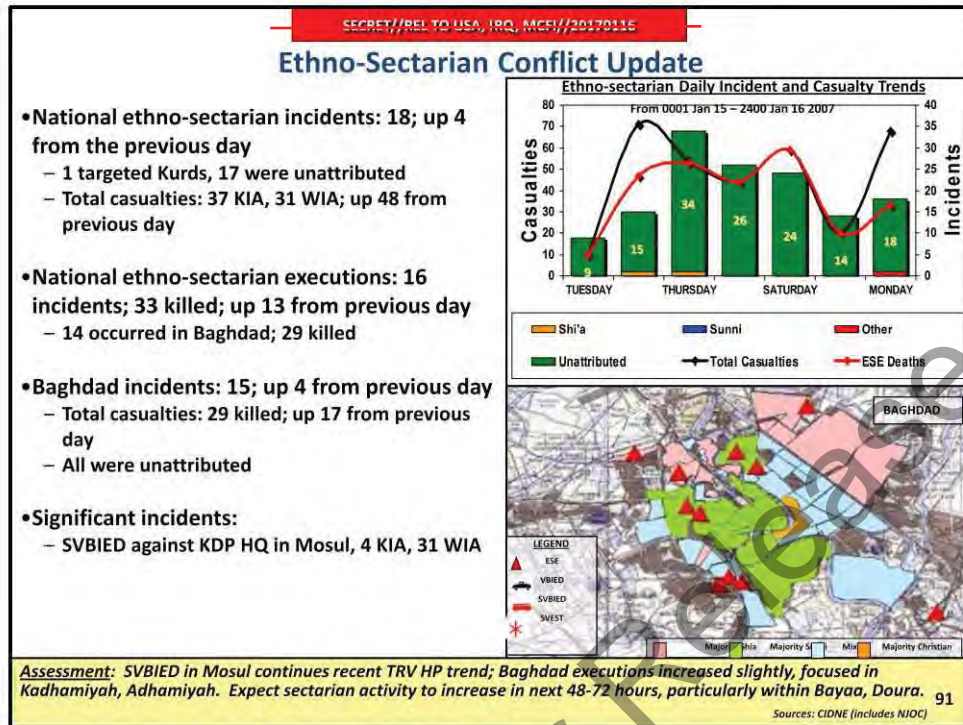 SECRET//REL TO USA, IRQ, MCFI//20170116
Ethno-Sectarian Conflict Update
•National ethno-sectarian incidents: 18; up 4
from the previous day
– 1 targeted Kurds, 17 were unattributed
– Total casualties: 37 KIA, 31 WIA; up 48 from
previous day
•National ethno-sectarian executions: 16
incidents; 33 killed; up 13 from previous day
– 14 occurred in Baghdad; 29 killed
•Baghdad incidents: 15; up 4 from previous day
– Total casualties: 29 killed; up 17 from previous
day
– All were unattributed
•Significant incidents:
– SVBIED against KDP HQ in Mosul, 4 KIA, 31 WIA
Ethno-sectarian Daily Incident and Casualty Trends
From 0001 Jan 15 – 2400 Jan 16 2007
Casualties
80
70
60
50
40
30
20
10
0
9
15
34
26
24
14
18
40
35
30
25
20
15
10
5
0
Incidents
TUESDAY THURSDAY SATURDAY MONDAY
Shi'a Sunni Other
Unattributed Total Casualties ESE Deaths
BAGHDAD
LEGEND
ESE
VBIED
SVBIED
SVEST
Majority Christian
Release
Assessment: SVBIED in Mosul continues recent TRV HP trend; Baghdad executions increased slightly, focused in
Kadhamiyah, Adhamiyah. Expect sectarian activity to increase in next 48-72 hours, particularly within Bayaa, Doura.
91
Sources: CIDNE (includes NJOC)